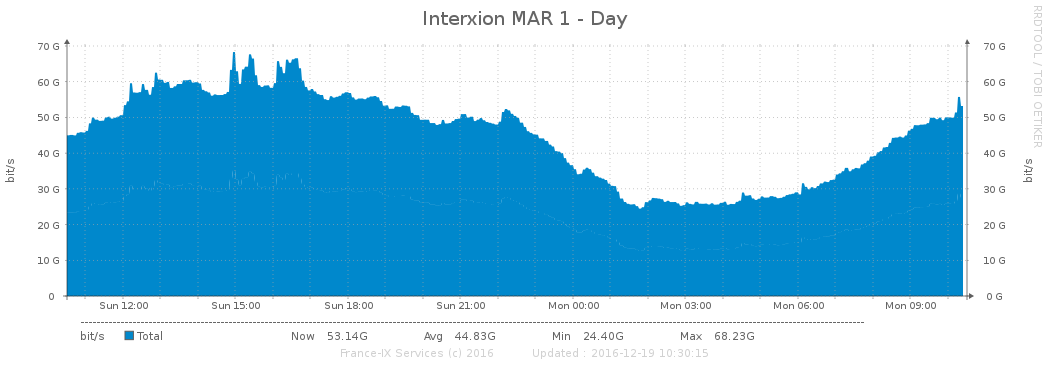 Interxion MAR 1 - Day
RRDTOOL / TOBI OETIKER
bit/s
70 G
60 G
50 G
40 G
30 G
20 G
10 G
0
70 G
60 G
50 G
40 G
30 G
20 G
10 G
0 G
bit/s
Sun 12:00 Sun 15:00 Sun 18:00 Sun 21:00 Mon 00:00 Mon 03:00 Mon 06:00 Mon 09:00
bit/s Total Now 53.14G Avg 44.83G Min 24.40G Max 68.23G
France-IX Services (c) 2016 Updated : 2016-12-19 10:30:15